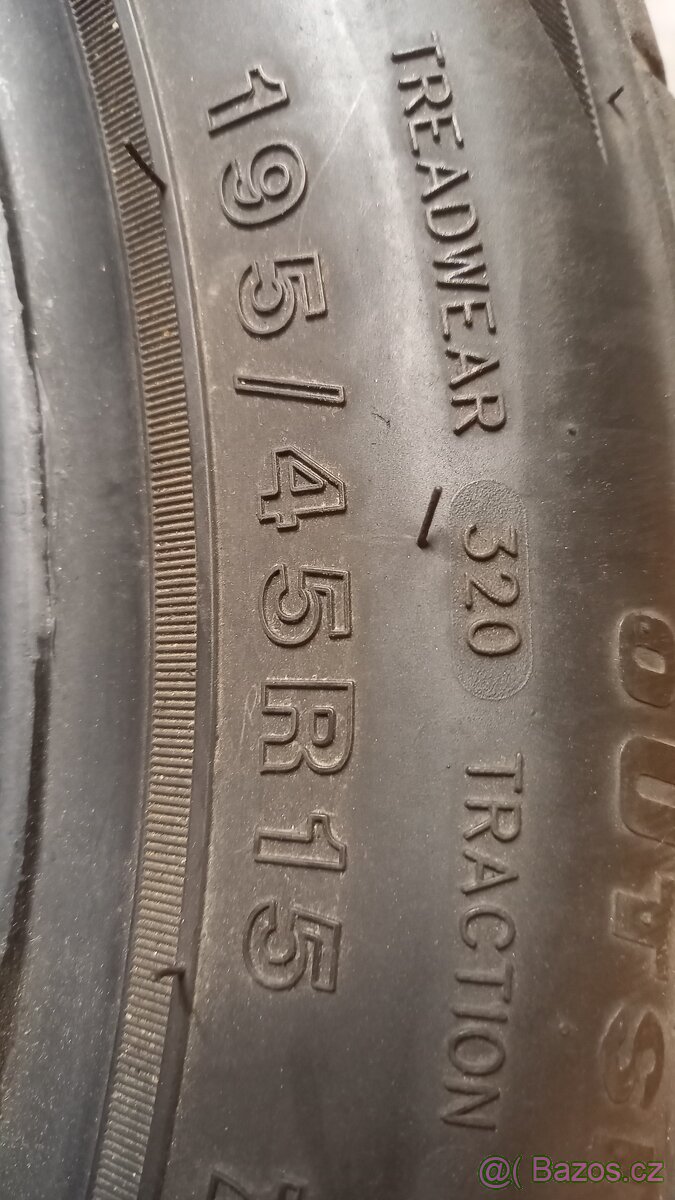 195/45R15
TREADWEAR 320 TRACTION
@( Bazos.cz